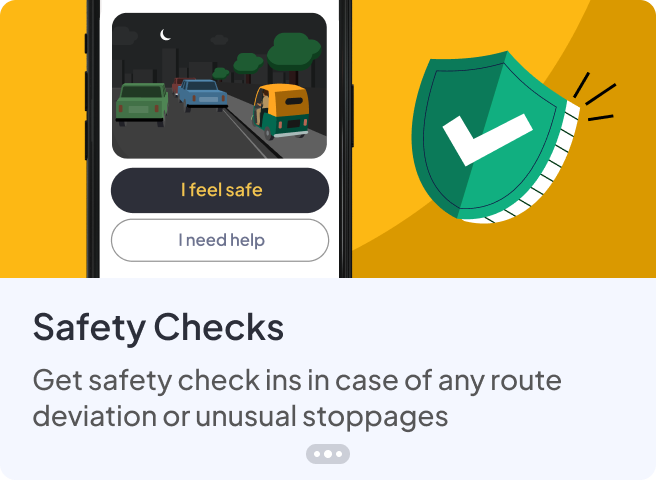 I feel safe
I need help
Safety Checks
Get safety check ins in case of any route
deviation or unusual stoppages